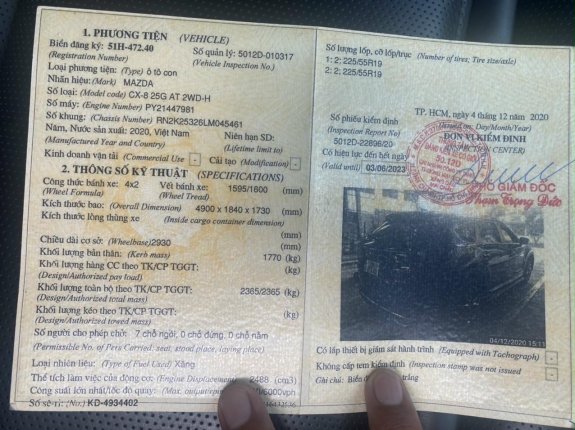 1. PHƯƠNG TIỆN (VEHICLE)
Biển đăng ký: 51H-472.40 Số quản lý: 5012D-010317
(Registration Number) (Vehicle Inspection No.)
Loại phương tiện: (Type) ô tô con
Nhãn hiệu: (Mark) MAZDA
Số loại: (Model code) CX-8 25G AT 2WD-H
Số máy: (Engine Number) PY21447981
Số khung: (Chassis Number) RN2K25326LM045461
Năm, Nước sản xuất: 2020, Việt Nam Niên hạn SD:
(Manufactured Year and Country) (Lifetime limit to)
Kinh doanh vận tải (Commercial Use) - Cải tạo (Modification) -
2. THÔNG SỐ KỸ THUẬT (SPECIFICATIONS)
Công thức bánh xe: 4x2 Vết bánh xe: 1595/1600 (mm)
(Wheel Formula) (Wheel Tread)
Kích thước bao: (Overall Dimension) 4900 x 1840 x 1730 (mm)
Kích thước lòng thùng xe (Inside cargo container dimension)
(mm)
Chiều dài cơ sở: (Wheelbase) 2930 (mm)
Khối lượng bản thân: (Kerb mass) 1770 (kg)
Khối lượng hàng CC theo TK/CP TGGT: (kg)
(Design/Authorized pay load)
Khối lượng toàn bộ theo TK/CP TGGT: 2365/2365 (kg)
(Design/Authorized total mass)
Khối lượng kéo theo TK/CP TGGT: (kg)
(Design/Authorized towed mass)
Số người cho phép chở: 7 chỗ ngồi, 0 chỗ đứng, 0 chỗ nằm
(Permissible No. of Pers Carried: seat, stood place, laying place)
Loại nhiên liệu: (Type of Fuel Used) Xăng
Thể tích làm việc của động cơ: (Engine Displacement) 2488 (cm3)
Công suất lớn nhất/tốc độ quay: /6000vph
Số sê-ri: (No.) KD-4934402
Số lượng lốp, cỡ lốp/trục (Number of tires; Tire size/axle)
1: 2; 225/55R19
2: 2; 225/55R19
TP. HCM, ngày 4 tháng 12 năm 2020
Số phiếu kiểm định (Issued on: Day/Month/Year)
(Inspection Report No) ĐƠN VỊ KIỂM ĐỊNH
5012D-22896/20 (INSPECTION CENTER)
Có hiệu lực đến hết ngày
(Valid until) 03/06/2023
PHÓ GIÁM ĐỐC
Phạm Trọng Đức
04/12/2020 15:11
Có lắp thiết bị giám sát hành trình (Equipped with Tachograph) -
Không cấp tem kiểm định (Inspection stamp was not issued) -
Ghi chú: Biển trắng